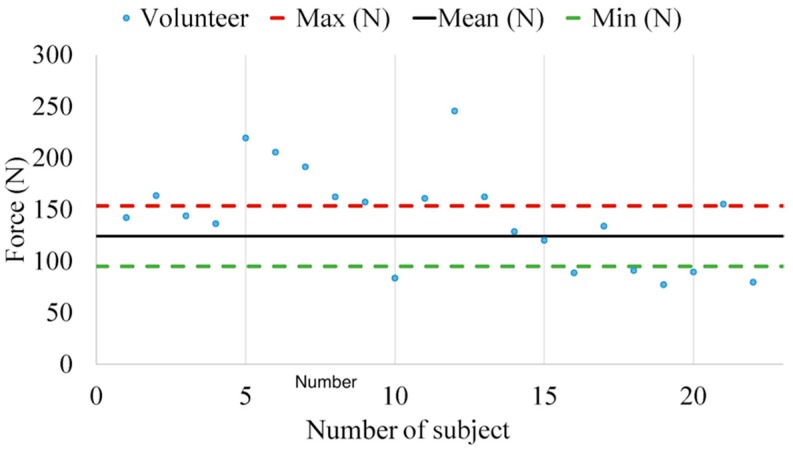 Volunteer Max (N) Mean (N) Min (N)
300
250
200
150
100
50
0
Force (N)
0 5 10 15 20
Number
Number of subject